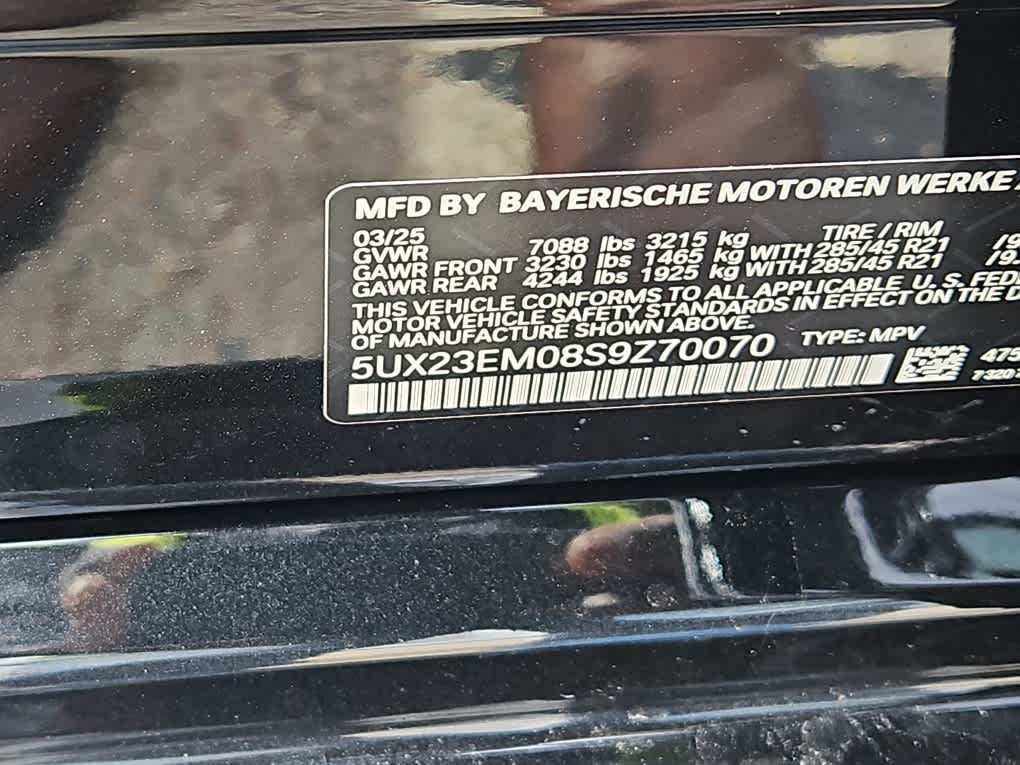 MFD BY BAYERISCHE MOTOREN WERKE
03/25 TIRE / RIM
GVWR 7088 lbs 3215 kg
GAWR FRONT 3230 lbs 1465 kg WITH 285/45 R21
GAWR REAR 4244 lbs 1925 kg WITH 285/45 R21
THIS VEHICLE CONFORMS TO ALL APPLICABLE U. S. FED
MOTOR VEHICLE SAFETY STANDARDS IN EFFECT ON THE D
OF MANUFACTURE SHOWN ABOVE.
5UX23EM08S9Z70070 TYPE: MPV
475
7320